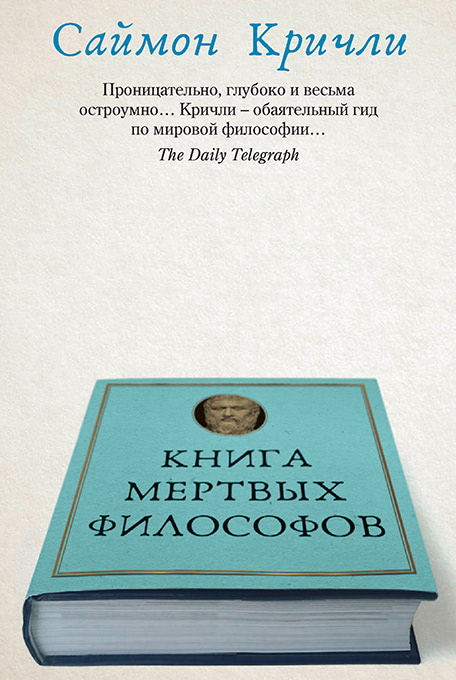 Саймон Кричли
Проницательно, глубоко и весьма
остроумно... Кричли – обаятельный гид
по мировой философии...
The Daily Telegraph
КНИГА
МЕРТВЫХ
ФИЛОСОФОВ